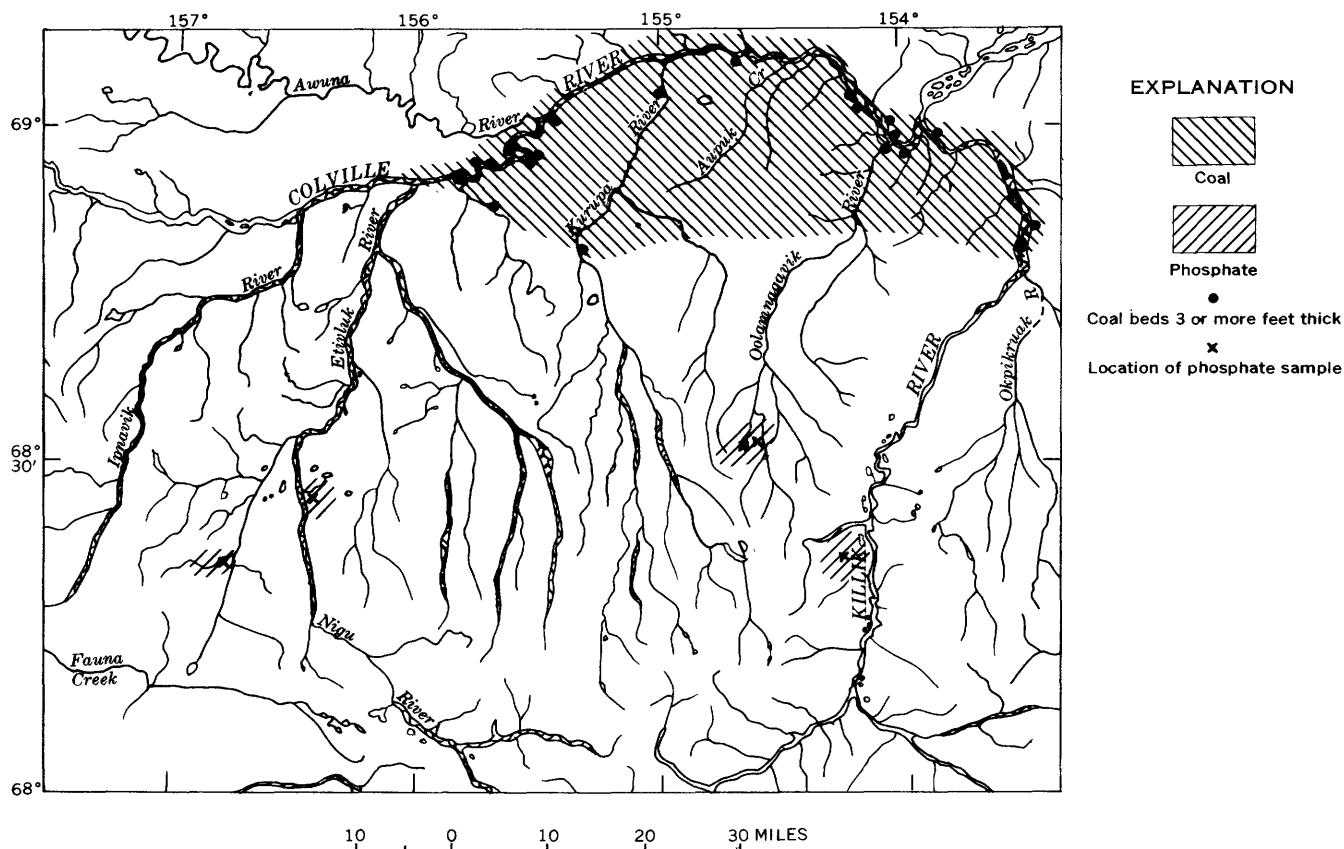 157° 156° 155° 154°
EXPLANATION
Coal
Phosphate
Coal beds 3 or more feet thick
Location of phosphate sample
69°
68°
30′
68°
Awuna
River
COLVILLE
RIVER
River
Kurupa
Aupuk
Cr
River
Oolamnagavik
River
Etivluk
River
Ipnavik
RIVER
KILLIK
Okpikruak
R
Nigu
River
Fauna
Creek
10 0 10 20 30 MILES